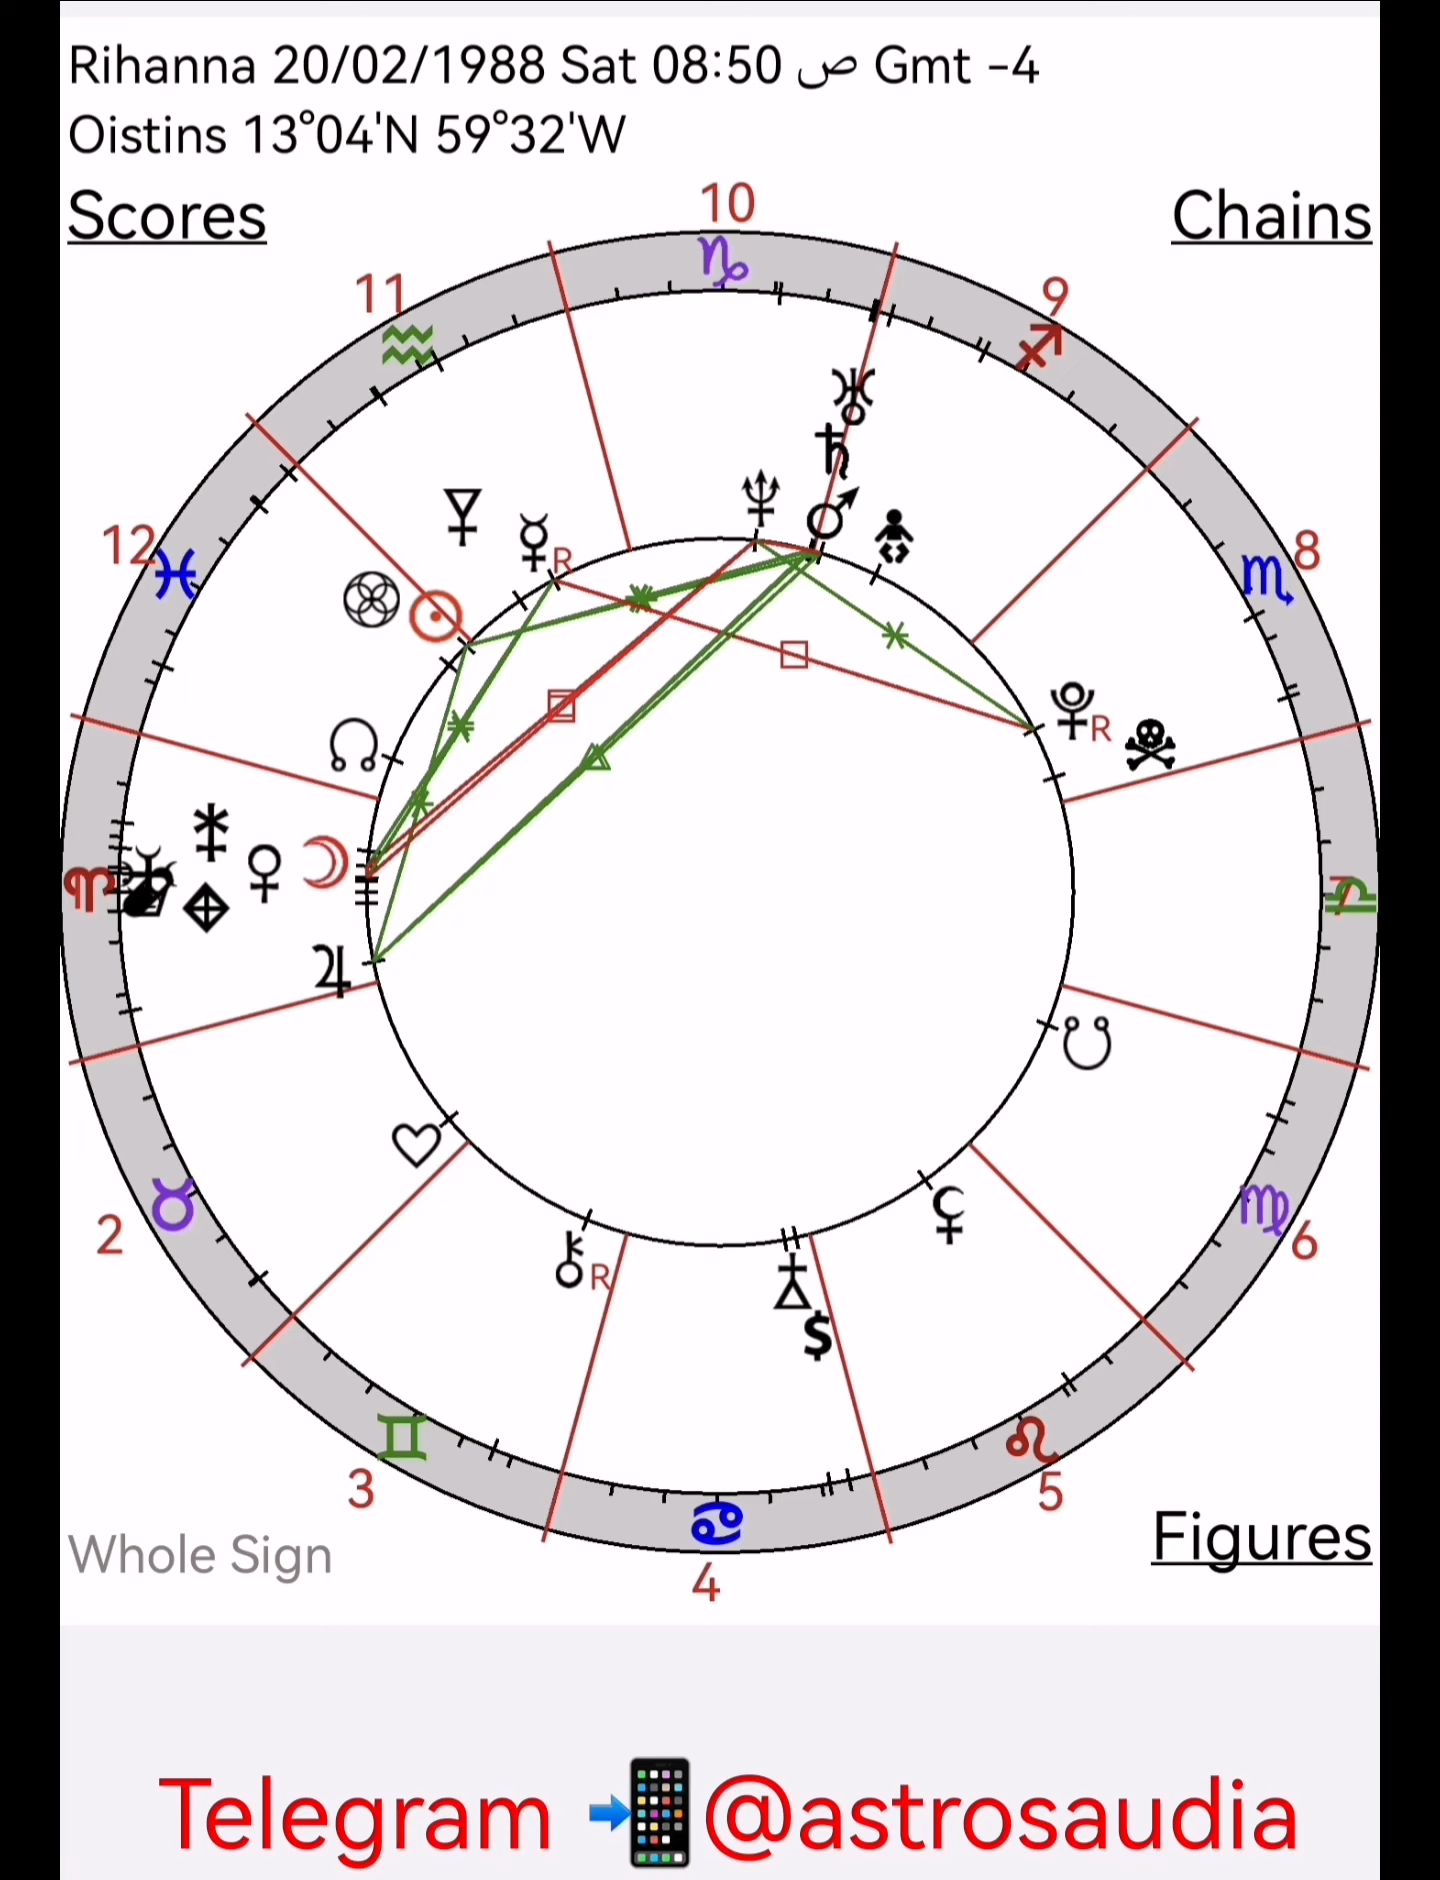 Rihanna 20/02/1988 Sat 08:50 ص Gmt -4
Oistins 13°04'N 59°32'W
Scores
Chains
10
11
9
12
8
R
R
7
2
6
R
$
3
5
Whole Sign
Figures
4
Telegram @astrosaudia